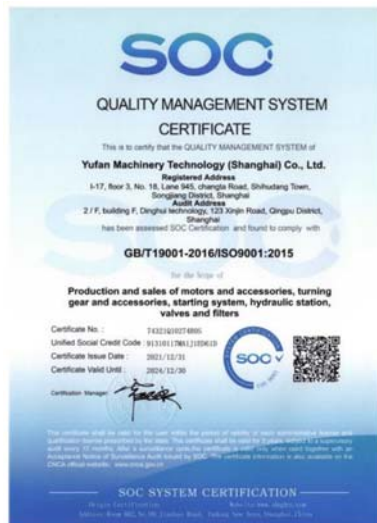 SOC
QUALITY MANAGEMENT SYSTEM
CERTIFICATE
This is to certify that the QUALITY MANAGEMENT SYSTEM of
Yufan Machinery Technology (Shanghai) Co., Ltd.
Registered Address
I-17, floor 3, No. 18, Lane 945, changta Road, Shihudang Town,
Songjiang District, Shanghai
Audit Address
2 / F, building F, Dinghui technology, 123 Xinjin Road, Qingpu District,
Shanghai
has been assessed SOC Certification and found to comply with
GB/T19001-2016/ISO9001:2015
for the Scope of
Production and sales of motors and accessories, turning
gear and accessories, starting system, hydraulic station,
valves and filters
Certificate No. :
Unified Social Credit Code :
Certificate Issue Date : 2021/12/31
Certificate Valid Until : 2024/12/30
SOC
Certification Manager:
SOC SYSTEM CERTIFICATION